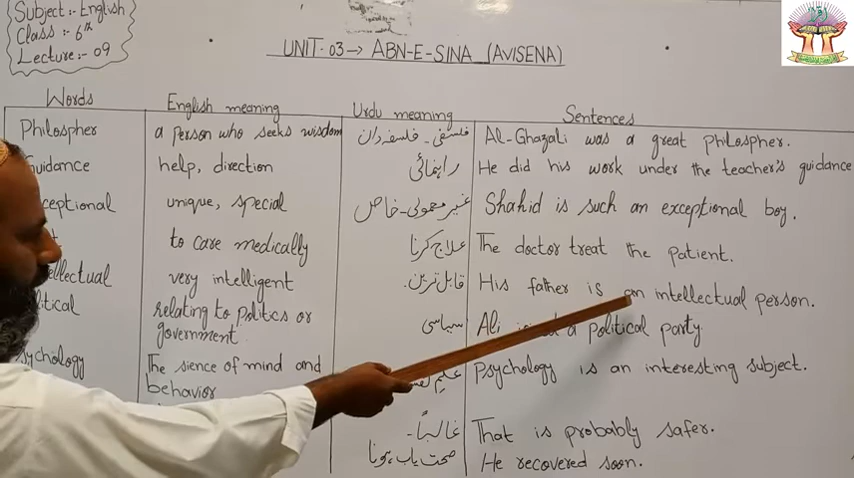 Subject:- English
Class :- 6th
Lecture:- 09
UNIT: 03 → ABN-E-SINA (AVISENA)
Words English meaning Urdu meaning Sentences
Philospher a person who seeks wisdom فلسفی - فلسفہ دان Al-Ghazali was a great philospher.
Guidance help, direction راہنمائی He did his work under the teacher's guidance
unique, special غیر معمولی - خاص Shahid is such an exceptional boy.
to care medically علاج کرنا The doctor treat the patient.
very intelligent قابل ترین. His father is an intellectual person.
relating to politics or government سیاسی Ali a political party
Psychology The sience of mind and behavior Psychology is an interesting subject.
غالباً - That is probably safer.
صحت یاب ہونا He recovered soon.